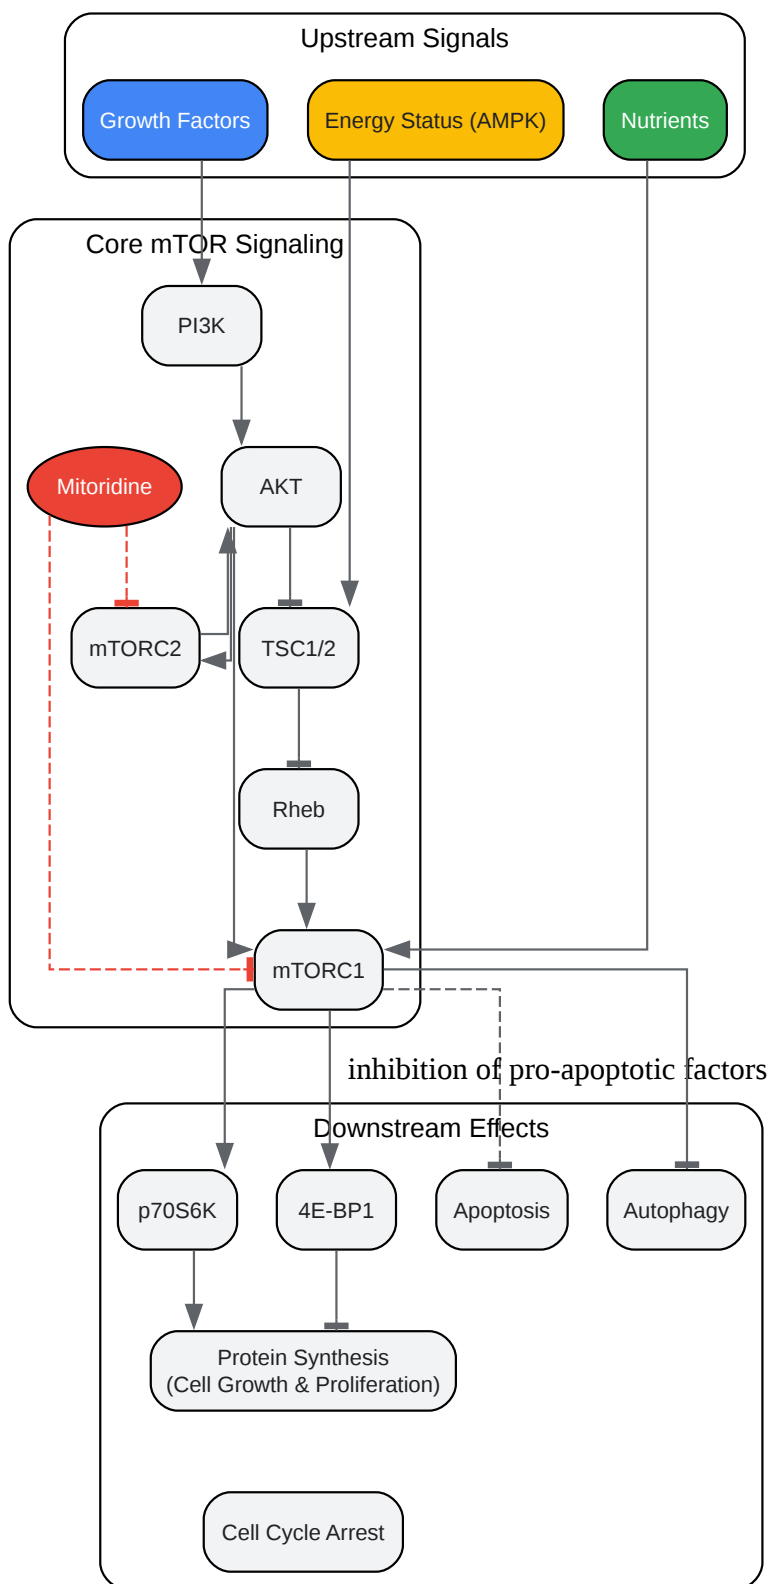 Upstream Signals
Growth Factors
Energy Status (AMPK)
Nutrients
Core mTOR Signaling
PI3K
Mitoridine
AKT
mTORC2
TSC1/2
Rheb
mTORC1
inhibition of pro-apoptotic factors
Downstream Effects
p70S6K
4E-BP1
Apoptosis
Autophagy
Protein Synthesis
(Cell Growth & Proliferation)
Cell Cycle Arrest